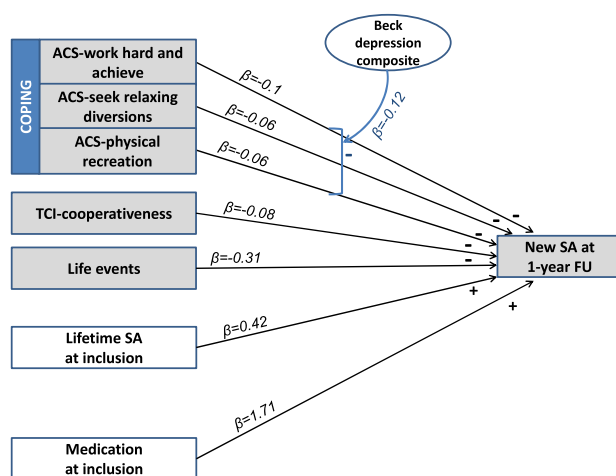 COPING
ACS-work hard and
achieve
ACS-seek relaxing
diversions
ACS-physical
recreation
TCI-cooperativeness
Life events
Lifetime SA
at inclusion
Medication
at inclusion
Beck
depression
composite
β=-0.12
-
β=-0.1
β=-0.06
β=-0.06
β=-0.08
β=-0.31
β=0.42
β=1.71
-
-
-
-
-
+
+
New SA at
1-year FU